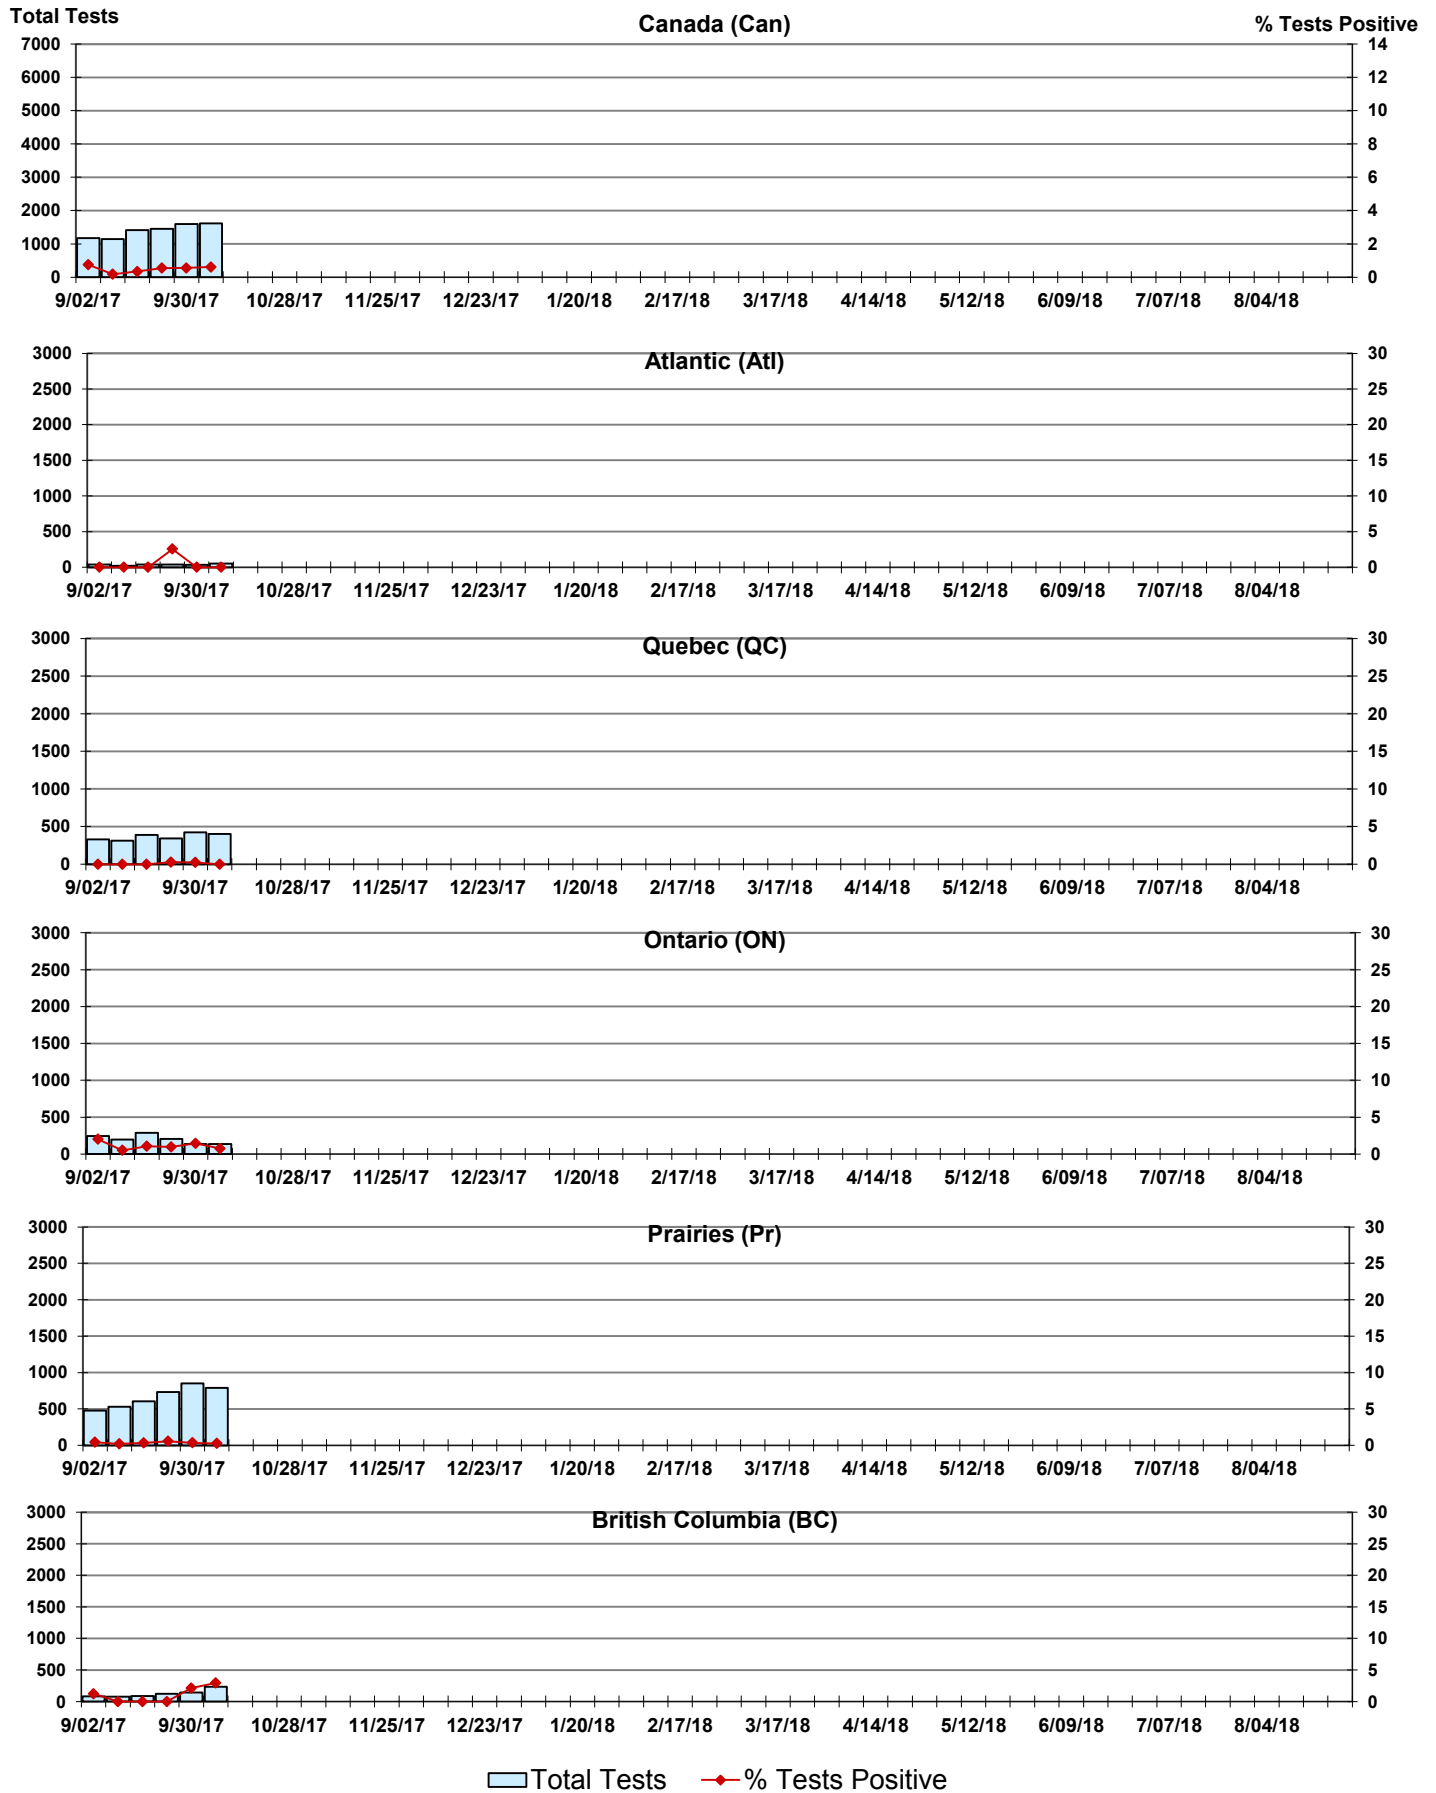 Total Tests
Canada (Can)
% Tests Positive
7000 14
6000 12
5000 10
4000 8
3000 6
2000 4
1000 2
0 0
9/02/17 9/30/17 10/28/17 11/25/17 12/23/17 1/20/18 2/17/18 3/17/18 4/14/18 5/12/18 6/09/18 7/07/18 8/04/18
Atlantic (Atl)
3000 30
2500 25
2000 20
1500 15
1000 10
500 5
0 0
9/02/17 9/30/17 10/28/17 11/25/17 12/23/17 1/20/18 2/17/18 3/17/18 4/14/18 5/12/18 6/09/18 7/07/18 8/04/18
Quebec (QC)
3000 30
2500 25
2000 20
1500 15
1000 10
500 5
0 0
9/02/17 9/30/17 10/28/17 11/25/17 12/23/17 1/20/18 2/17/18 3/17/18 4/14/18 5/12/18 6/09/18 7/07/18 8/04/18
Ontario (ON)
3000 30
2500 25
2000 20
1500 15
1000 10
500 5
0 0
9/02/17 9/30/17 10/28/17 11/25/17 12/23/17 1/20/18 2/17/18 3/17/18 4/14/18 5/12/18 6/09/18 7/07/18 8/04/18
Prairies (Pr)
3000 30
2500 25
2000 20
1500 15
1000 10
500 5
0 0
9/02/17 9/30/17 10/28/17 11/25/17 12/23/17 1/20/18 2/17/18 3/17/18 4/14/18 5/12/18 6/09/18 7/07/18 8/04/18
British Columbia (BC)
3000 30
2500 25
2000 20
1500 15
1000 10
500 5
0 0
9/02/17 9/30/17 10/28/17 11/25/17 12/23/17 1/20/18 2/17/18 3/17/18 4/14/18 5/12/18 6/09/18 7/07/18 8/04/18
Total Tests % Tests Positive